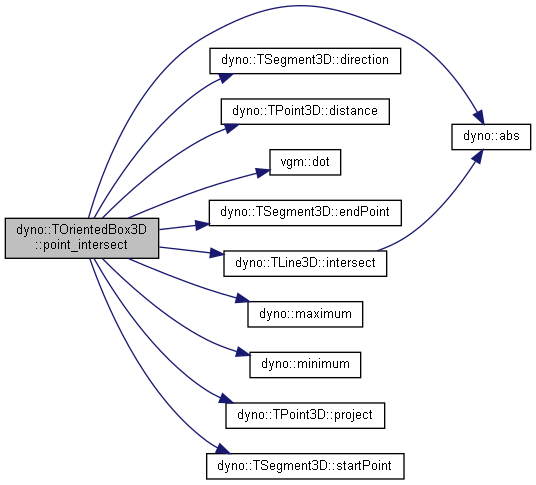 dyno::TOrientedBox3D
::point_intersect
dyno::TSegment3D::direction
dyno::TPoint3D::distance
dyno::abs
vgm::dot
dyno::TSegment3D::endPoint
dyno::TLine3D::intersect
dyno::maximum
dyno::minimum
dyno::TPoint3D::project
dyno::TSegment3D::startPoint